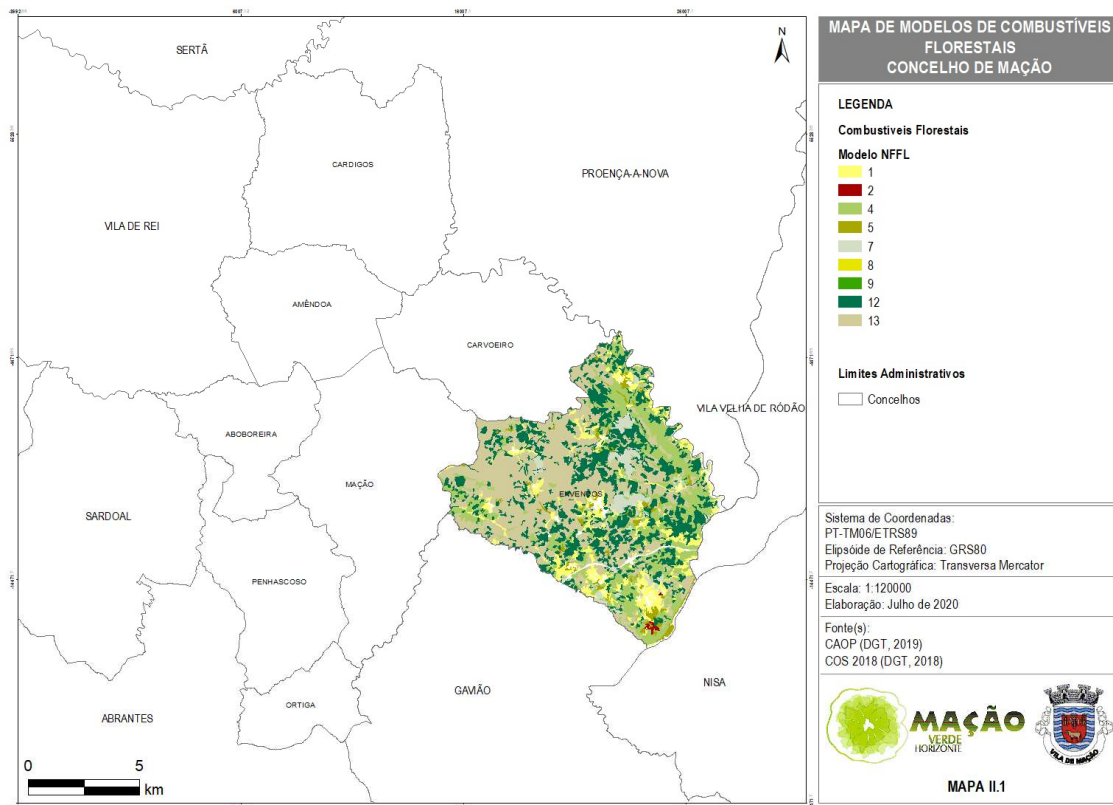 SERTÃ
N
CARDIGOS
PROENÇA-A-NOVA
VILA DE REI
AMÊNDOA
CARVOEIRO
VILA VELHA DE RÓDÃO
ABOBOREIRA
MAÇÃO
ENVENDOS
SARDOAL
PENHASCOSO
ORTIGA
GAVIÃO
NISA
ABRANTES
0 5
km
MAPA DE MODELOS DE COMBUSTÍVEIS
FLORESTAIS
CONCELHO DE MAÇÃO
LEGENDA
Combustíveis Florestais
Modelo NFFL
1
2
4
5
7
8
9
12
13
Limites Administrativos
Concelhos
Sistema de Coordenadas:
PT-TM06/ETRS89
Elipsóide de Referência: GRS80
Projeção Cartográfica: Transversa Mercator
Escala: 1:120000
Elaboração: Julho de 2020
Fonte(s):
CAOP (DGT, 2019)
COS 2018 (DGT, 2018)
MAÇÃO
VERDE
HORIZONTE
VILA DE MAÇÃO
MAPA II.1